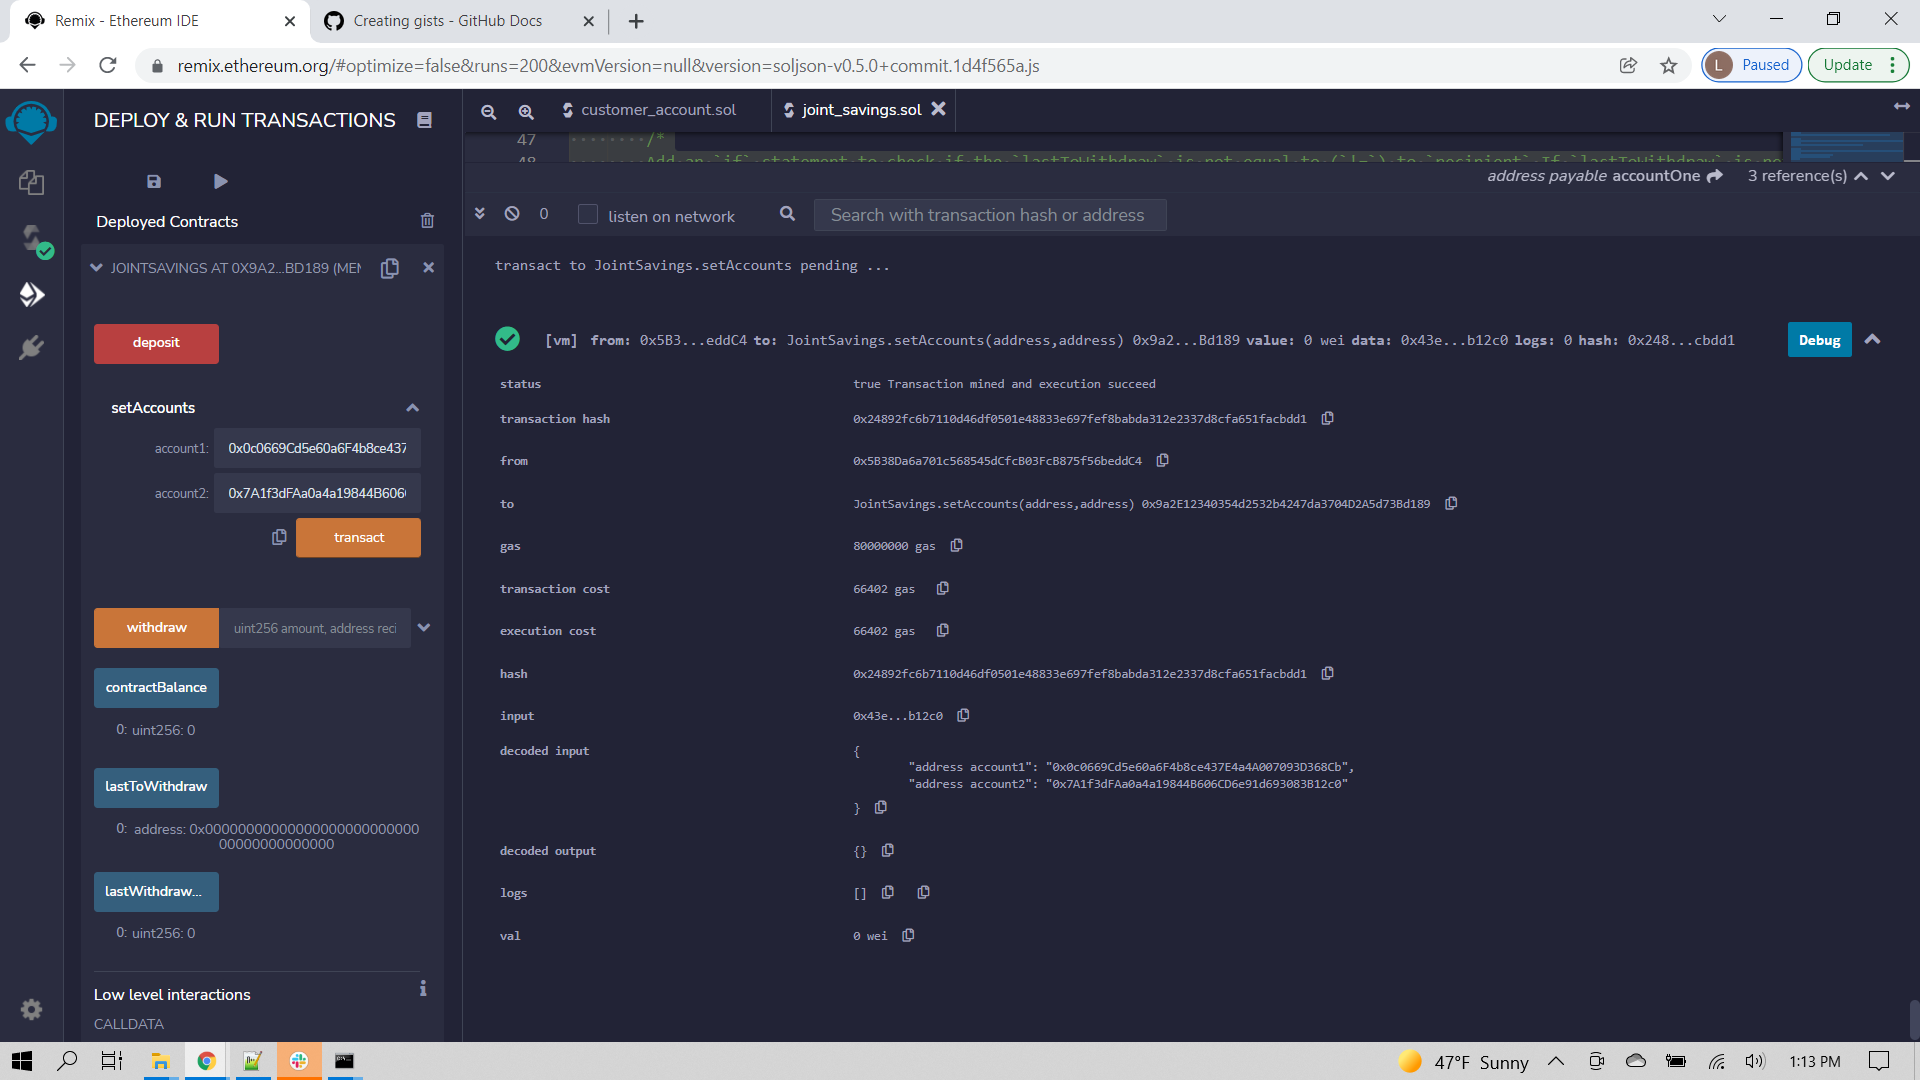 Remix - Ethereum IDE
Creating gists - GitHub Docs
remix.ethereum.org/#optimize=false&runs=200&evmVersion=null&version=soljson-v0.5.0+commit.1d4f565a.js
L Paused
Update
DEPLOY & RUN TRANSACTIONS
customer_account.sol
joint_savings.sol
47 /*
address payable accountOne 3 reference(s)
0 listen on network Search with transaction hash or address
Deployed Contracts
JOINTSAVINGS AT 0X9A2...BD189
deposit
setAccounts
account1: 0x0c0669Cd5e60a6F4b8ce437
account2: 0x7A1f3dFAa0a4a19844B606
transact
withdraw uint256 amount, address reci
contractBalance
0: uint256: 0
lastToWithdraw
0: address: 0x00000000000000000000000000
00000000000000
lastWithdraw...
0: uint256: 0
Low level interactions
CALLDATA
transact to JointSavings.setAccounts pending ...
[vm] from: 0x5B3...eddC4 to: JointSavings.setAccounts(address,address) 0x9a2...Bd189 value: 0 wei data: 0x43e...b12c0 logs: 0 hash: 0x248...cbdd1
Debug
status true Transaction mined and execution succeed
transaction hash 0x24892fc6b7110d46df0501e48833e697fef8babda312e2337d8cfa651facbdd1
from 0x5B38Da6a701c568545dCfcB03FcB875f56beddC4
to JointSavings.setAccounts(address,address) 0x9a2E12340354d2532b4247da3704D2A5d73Bd189
gas 80000000 gas
transaction cost 66402 gas
execution cost 66402 gas
hash 0x24892fc6b7110d46df0501e48833e697fef8babda312e2337d8cfa651facbdd1
input 0x43e...b12c0
decoded input {
"address account1": "0x0c0669Cd5e60a6F4b8ce437E4a4A007093D368Cb",
"address account2": "0x7A1f3dFAa0a4a19844B606CD6e91d693083B12c0"
}
decoded output {}
logs []
val 0 wei
47°F Sunny
1:13 PM